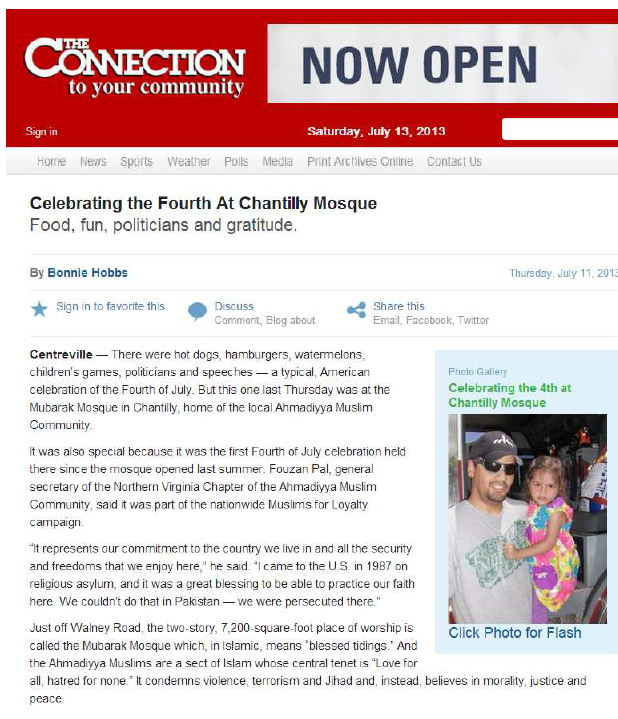 THE
CONNECTION
to your community
NOW OPEN
Sign in
Saturday, July 13, 2013
Home News Sports Weather Polls Media Print Archives Online Contact Us
Celebrating the Fourth At Chantilly Mosque
Food, fun, politicians and gratitude.
By Bonnie Hobbs
Thursday, July 11, 2013
Sign in to favorite this
Discuss
Comment, Blog about
Share this
Email, Facebook, Twitter
Centreville — There were hot dogs, hamburgers, watermelons,
children's games, politicians and speeches — a typical, American
celebration of the Fourth of July. But this one last Thursday was at the
Mubarak Mosque in Chantilly, home of the local Ahmadiyya Muslim
Community.
It was also special because it was the first Fourth of July celebration held
there since the mosque opened last summer. Fouzan Pal, general
secretary of the Northern Virginia Chapter of the Ahmadiyya Muslim
Community, said it was part of the nationwide Muslims for Loyalty
campaign.
"It represents our commitment to the country we live in and all the security
and freedoms that we enjoy here," he said. "I came to the U.S. in 1987 on
religious asylum, and it was a great blessing to be able to practice our faith
here. We couldn't do that in Pakistan — we were persecuted there."
Just off Walney Road, the two-story, 7,200-square-foot place of worship is
called the Mubarak Mosque which, in Islamic, means "blessed tidings." And
the Ahmadiyya Muslims are a sect of Islam whose central tenet is "Love for
all, hatred for none." It condemns violence, terrorism and Jihad and, instead, believes in morality, justice and
peace.
Photo Gallery
Celebrating the 4th at
Chantilly Mosque
Click Photo for Flash